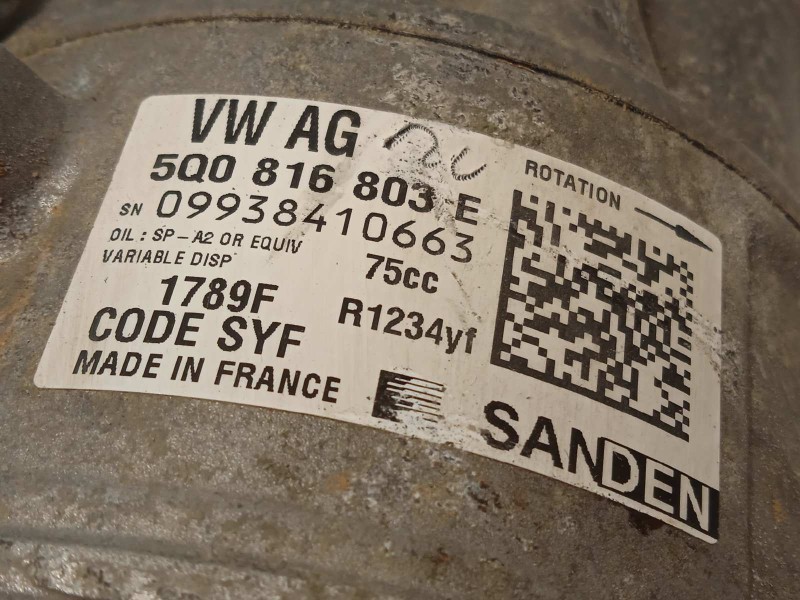 VW AG
5Q0 816 803 E
SN 09938410663
OIL : SP-A2 OR EQUIV
VARIABLE DISP 75cc
1789F R1234yf
CODE SYF
MADE IN FRANCE
ROTATION
SANDEN